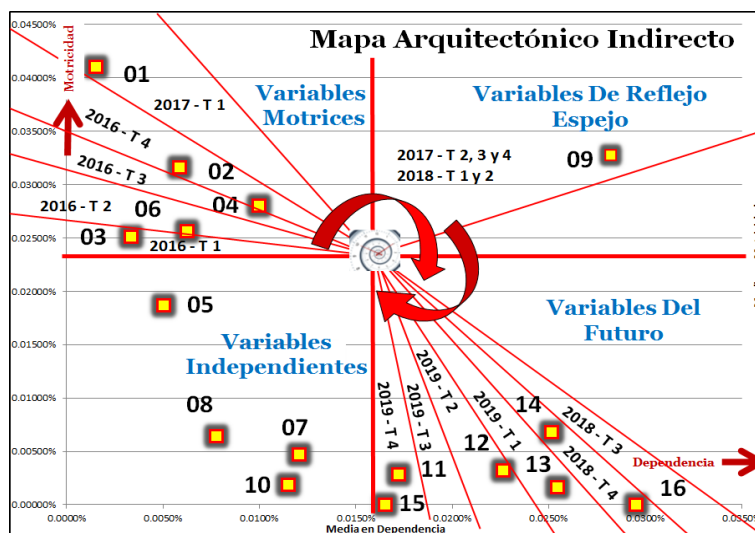 Mapa Arquitectónico Indirecto
0.04500%
0.04000%
0.03500%
0.03000%
0.02500%
0.02000%
0.01500%
0.01000%
0.00500%
0.00000%
Motricidad
01
2017 - T 1
Variables
Motrices
Variables De Reflejo
Espejo
2016 - T 4
2016 - T 3
02
2017 - T 2, 3 y 4
2018 - T 1 y 2
09
2016 - T 2
06
04
03
2016 - T 1
05
Variables Del
Futuro
Variables
Independientes
08
07
10
2019 - T 4
2019 - T 3
2019 - T 2
2019 - T 1
2018 - T 4
2018 - T 3
14
12
13
11
15
16
Dependencia
0.0000%
0.0050%
0.0100%
0.0150%
0.0200%
0.0250%
0.0300%
0.0350%
Media en Dependencia